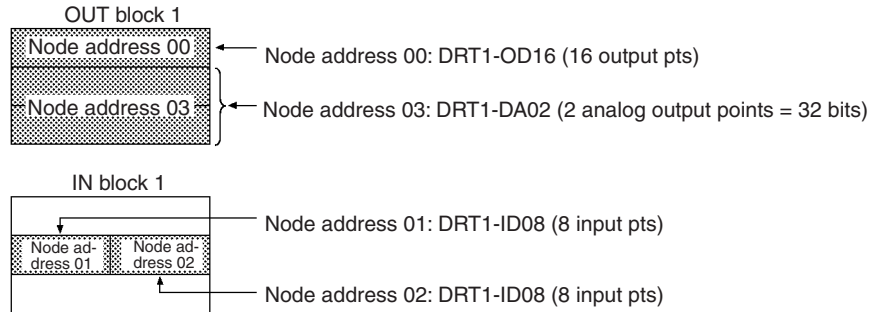 OUT block 1
Node address 00
Node address 00: DRT1-OD16 (16 output pts)
Node address 03
Node address 03: DRT1-DA02 (2 analog output points = 32 bits)
IN block 1
Node address 01: DRT1-ID08 (8 input pts)
Node ad-
dress 01
Node ad-
dress 02
Node address 02: DRT1-ID08 (8 input pts)